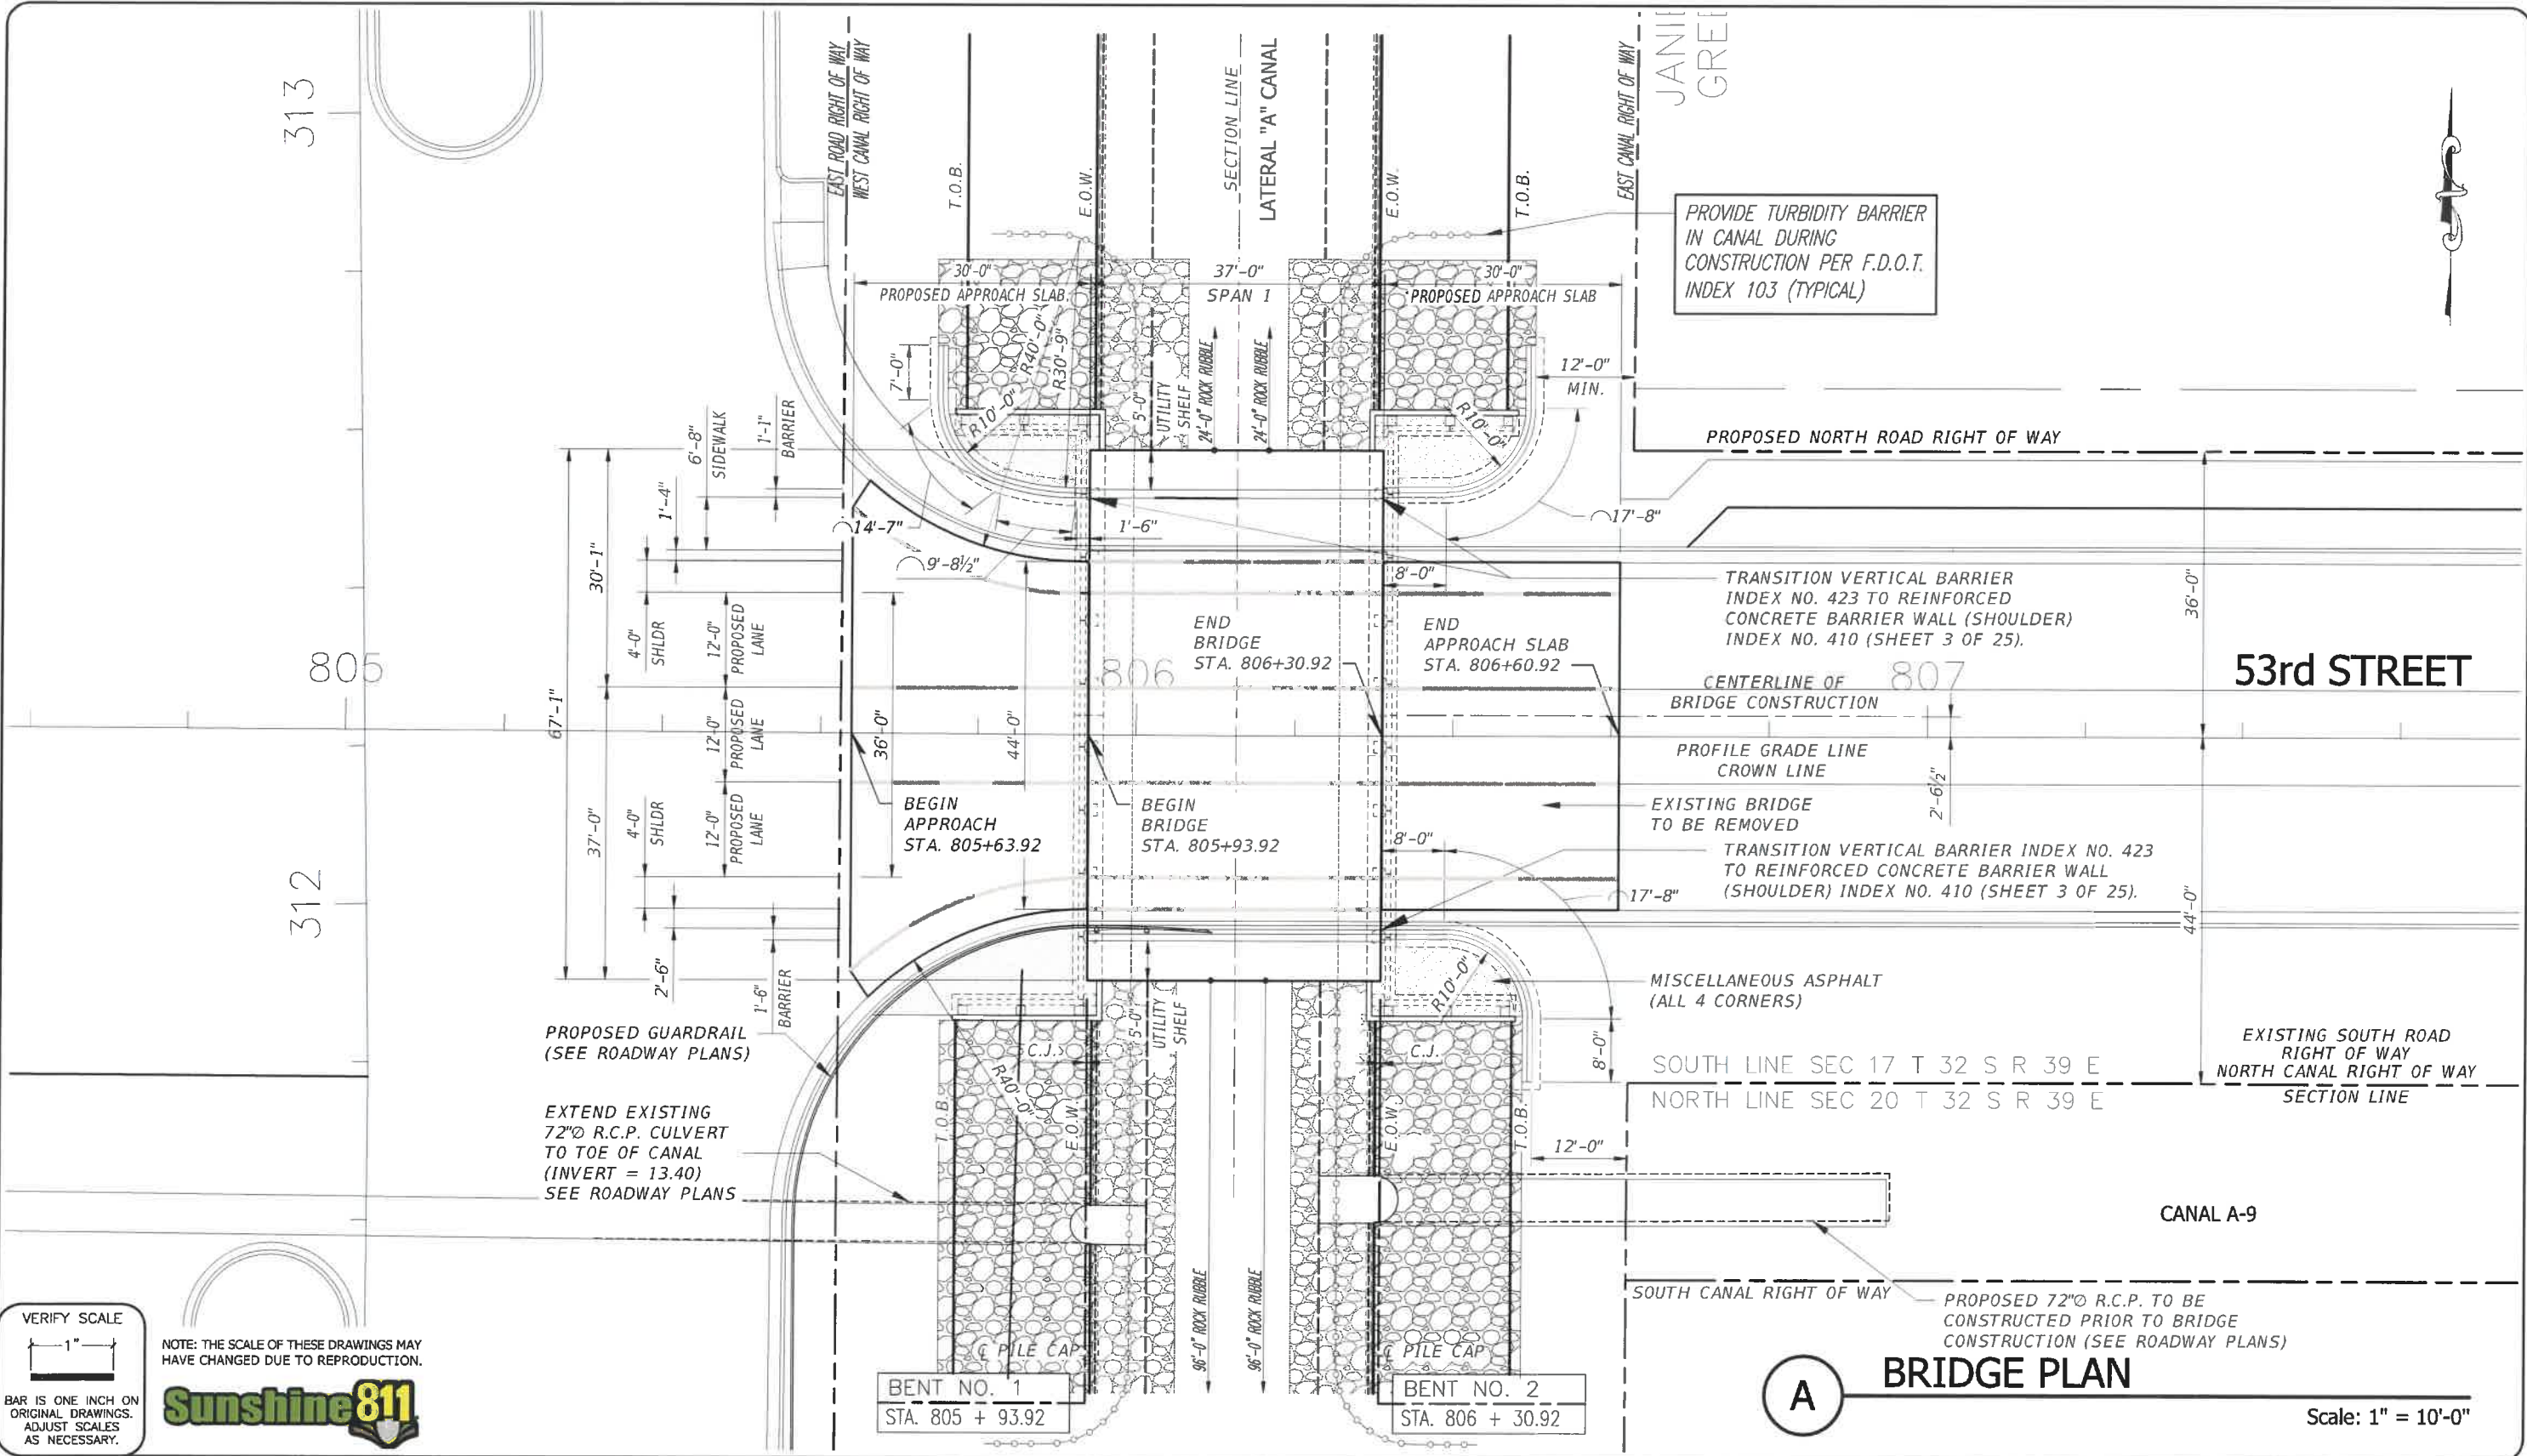 313
312
805
806
807
EAST ROAD RIGHT OF WAY
WEST CANAL RIGHT OF WAY
T.O.B.
E.O.W.
SECTION LINE
LATERAL "A" CANAL
E.O.W.
T.O.B.
EAST CANAL RIGHT OF WAY
PROVIDE TURBIDITY BARRIER
IN CANAL DURING
CONSTRUCTION PER F.D.O.T.
INDEX 103 (TYPICAL)
30'-0"
PROPOSED APPROACH SLAB
37'-0"
SPAN 1
30'-0"
PROPOSED APPROACH SLAB
7'-0"
R10'-0"
R40'-0"
R30'-9"
5'-0"
UTILITY
SHELF
24'-0" ROCK RUBBLE
24'-0" ROCK RUBBLE
R10'-0"
12'-0"
MIN.
PROPOSED NORTH ROAD RIGHT OF WAY
6'-8"
SIDEWALK
1'-1"
BARRIER
1'-4"
14'-7"
1'-6"
17'-8"
9'-8½"
8'-0"
30'-1"
4'-0"
SHLDR
12'-0"
PROPOSED
LANE
67'-1"
12'-0"
PROPOSED
LANE
36'-0"
44'-0"
37'-0"
4'-0"
SHLDR
12'-0"
PROPOSED
LANE
END
BRIDGE
STA. 806+30.92
END
APPROACH SLAB
STA. 806+60.92
TRANSITION VERTICAL BARRIER
INDEX NO. 423 TO REINFORCED
CONCRETE BARRIER WALL (SHOULDER)
INDEX NO. 410 (SHEET 3 OF 25).
36'-0"
53rd STREET
CENTERLINE OF
BRIDGE CONSTRUCTION
PROFILE GRADE LINE
CROWN LINE
2'-6½"
BEGIN
APPROACH
STA. 805+63.92
BEGIN
BRIDGE
STA. 805+93.92
EXISTING BRIDGE
TO BE REMOVED
8'-0"
TRANSITION VERTICAL BARRIER INDEX NO. 423
TO REINFORCED CONCRETE BARRIER WALL
(SHOULDER) INDEX NO. 410 (SHEET 3 OF 25).
17'-8"
44'-0"
2'-6"
1'-6"
BARRIER
MISCELLANEOUS ASPHALT
(ALL 4 CORNERS)
R10'-0"
8'-0"
PROPOSED GUARDRAIL
(SEE ROADWAY PLANS)
5'-0"
UTILITY
SHELF
C.J.
C.J.
R40'-0"
SOUTH LINE SEC 17 T 32 S R 39 E
NORTH LINE SEC 20 T 32 S R 39 E
EXISTING SOUTH ROAD
RIGHT OF WAY
NORTH CANAL RIGHT OF WAY
SECTION LINE
EXTEND EXISTING
72"∅ R.C.P. CULVERT
TO TOE OF CANAL
(INVERT = 13.40)
SEE ROADWAY PLANS
T.O.B.
E.O.W.
E.O.W.
T.O.B.
12'-0"
CANAL A-9
SOUTH CANAL RIGHT OF WAY
PROPOSED 72"∅ R.C.P. TO BE
CONSTRUCTED PRIOR TO BRIDGE
CONSTRUCTION (SEE ROADWAY PLANS)
96'-0" ROCK RUBBLE
96'-0" ROCK RUBBLE
℄ PILE CAP
℄ PILE CAP
BENT NO. 1
STA. 805 + 93.92
BENT NO. 2
STA. 806 + 30.92
A
BRIDGE PLAN
Scale: 1" = 10'-0"
VERIFY SCALE
1"
BAR IS ONE INCH ON
ORIGINAL DRAWINGS.
ADJUST SCALES
AS NECESSARY.
NOTE: THE SCALE OF THESE DRAWINGS MAY
HAVE CHANGED DUE TO REPRODUCTION.
Sunshine 811